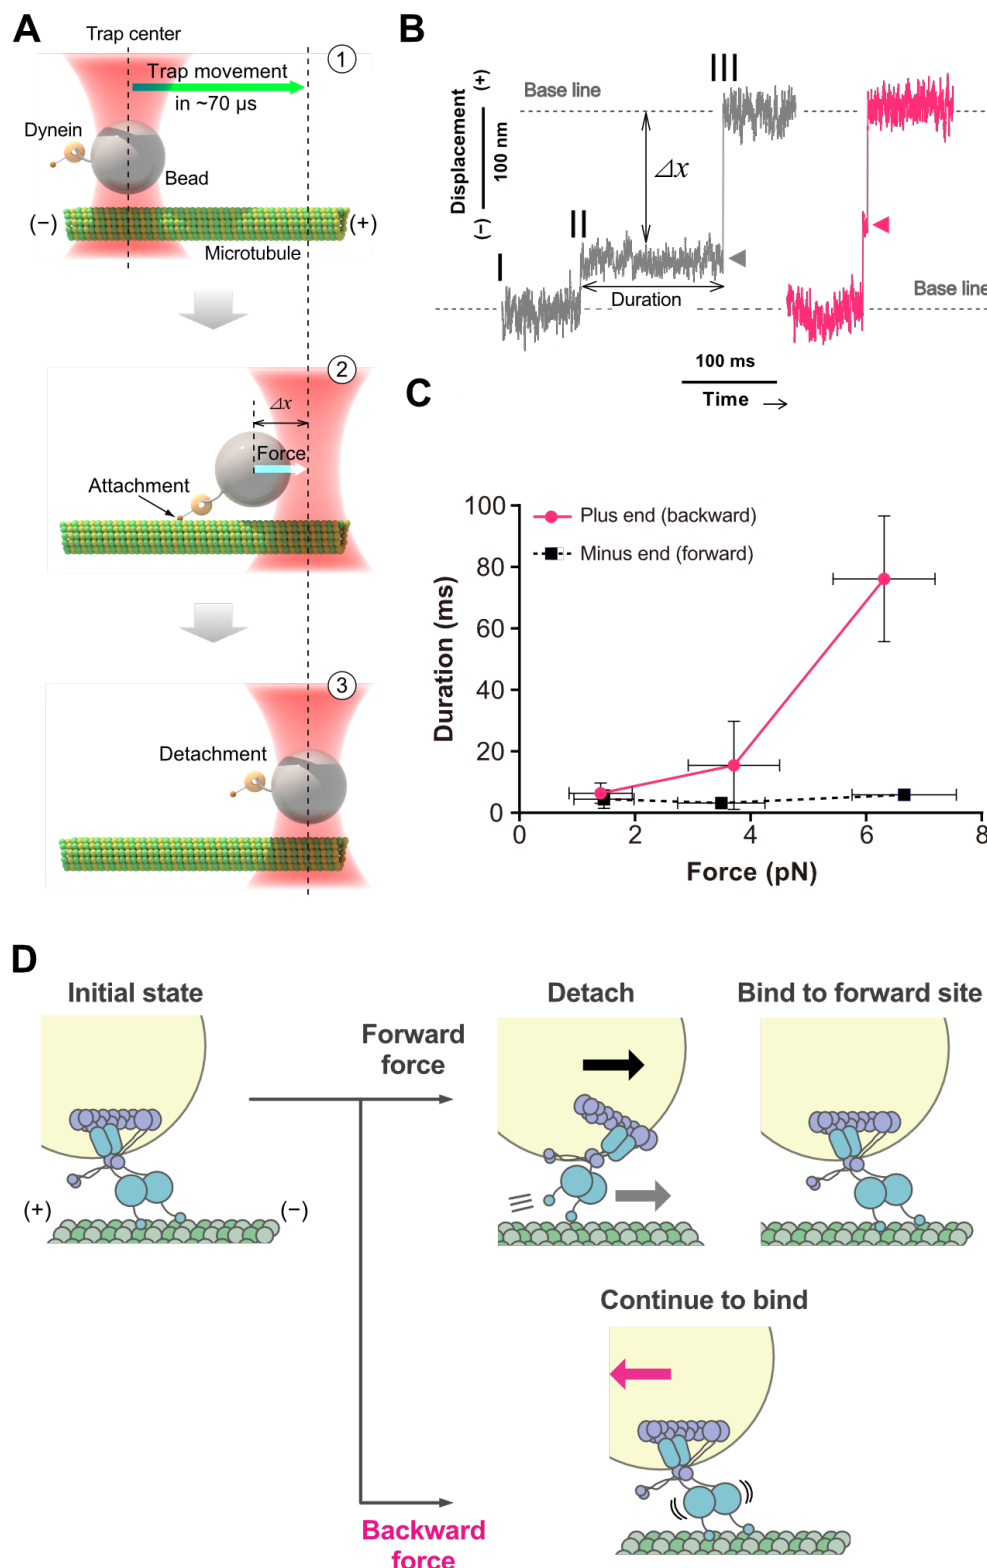 A
Trap center
1
Trap movement
in ~70 µs
Dynein
Bead
(−)
(+)
Microtubule
2
Δx
Force
Attachment
3
Detachment
B
Base line
Displacement
100 nm
(+)
(−)
I
II
III
Δx
Duration
Base line
100 ms
Time
C
100
80
60
40
20
0
Duration (ms)
Plus end (backward)
Minus end (forward)
0
2
4
6
8
Force (pN)
D
Initial state
Forward
force
Detach
Bind to forward site
(+)
(−)
Continue to bind
Backward
force